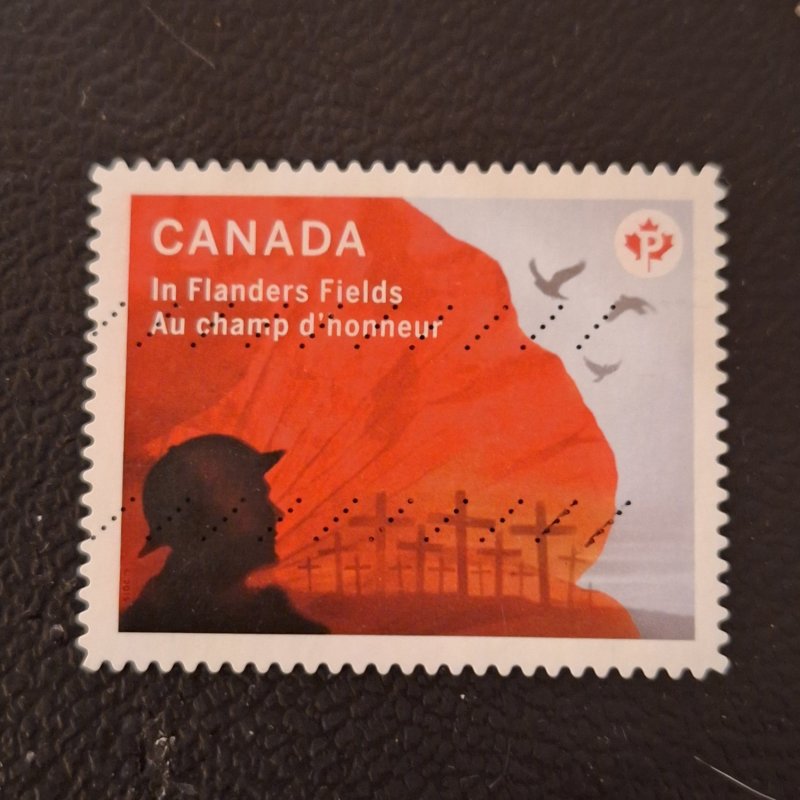 CANADA
P
In Flanders Fields
Au champ d'honneur